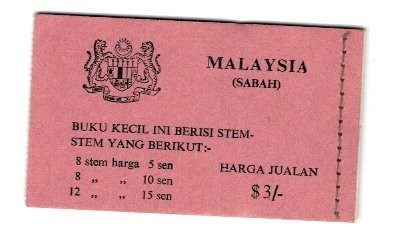 MALAYSIA
(SABAH)
BUKU KECIL INI BERISI STEM-
STEM YANG BERIKUT:-
8 stem harga 5 sen
8 ,, ,, 10 sen
12 ,, ,, 15 sen
HARGA JUALAN
$3/-